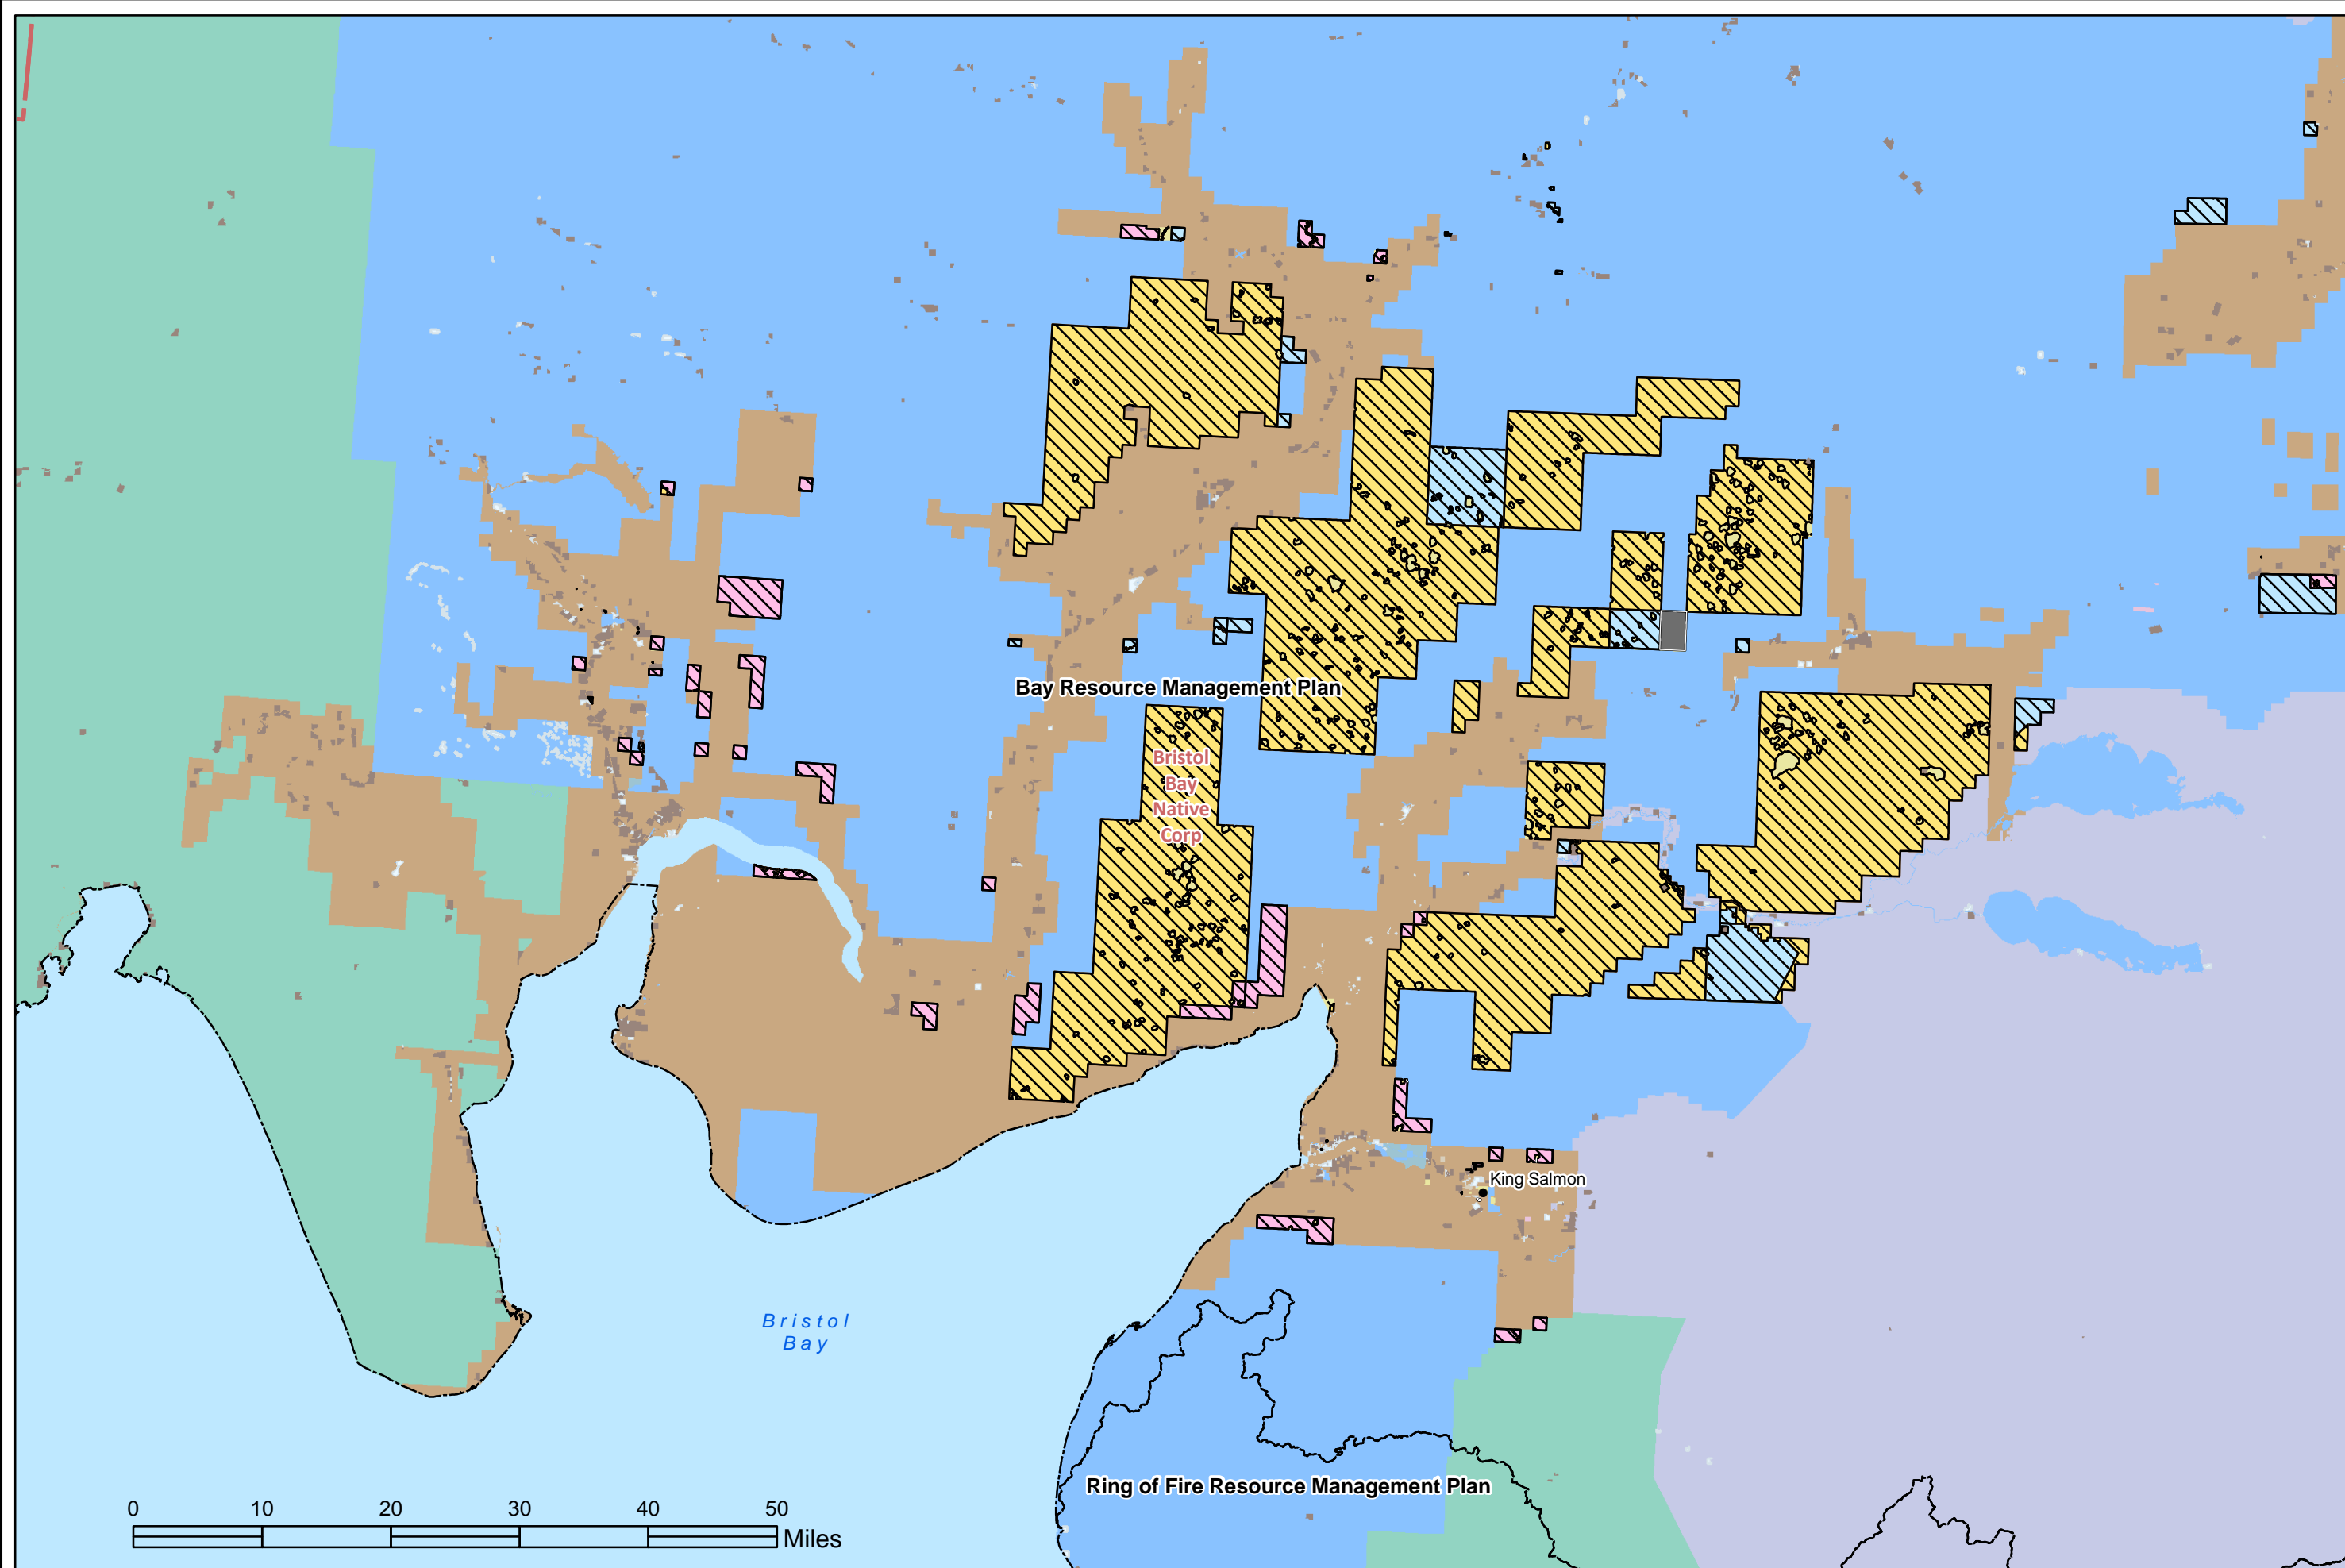 Bay Resource Management Plan
Bristol
Bay
Native
Corp
King Salmon
Bristol
Bay
Ring of Fire Resource Management Plan
0 10 20 30 40 50
Miles